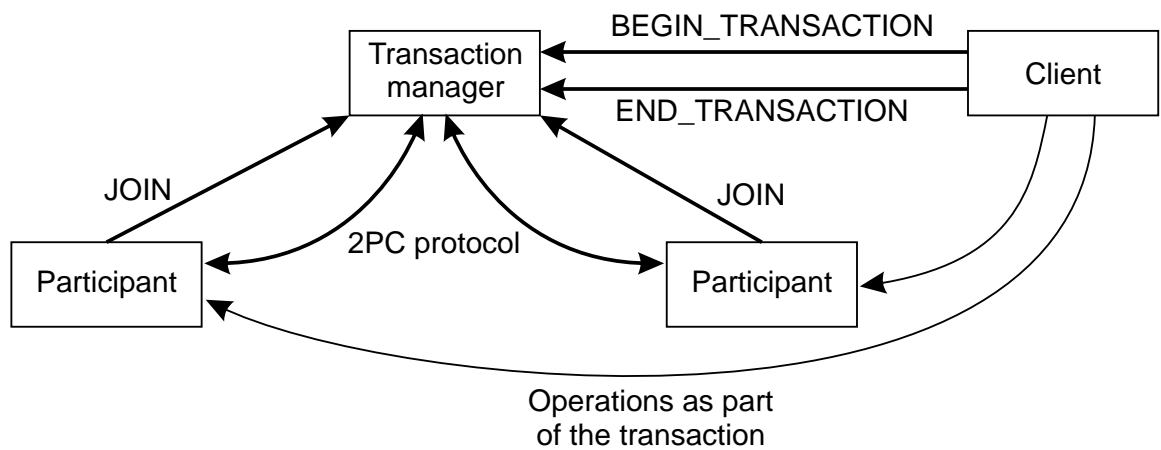 BEGIN_TRANSACTION
Transaction
manager
Client
END_TRANSACTION
JOIN
JOIN
2PC protocol
Participant
Participant
Operations as part
of the transaction